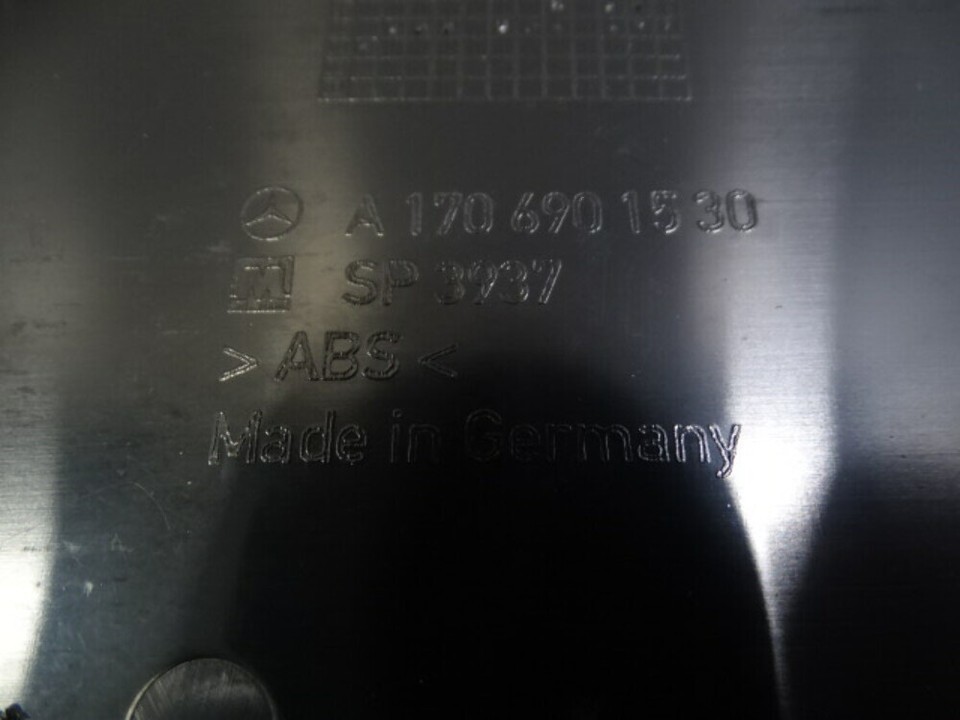 A 170 690 15 30
M SP 3937
> ABS <
Made in Germany